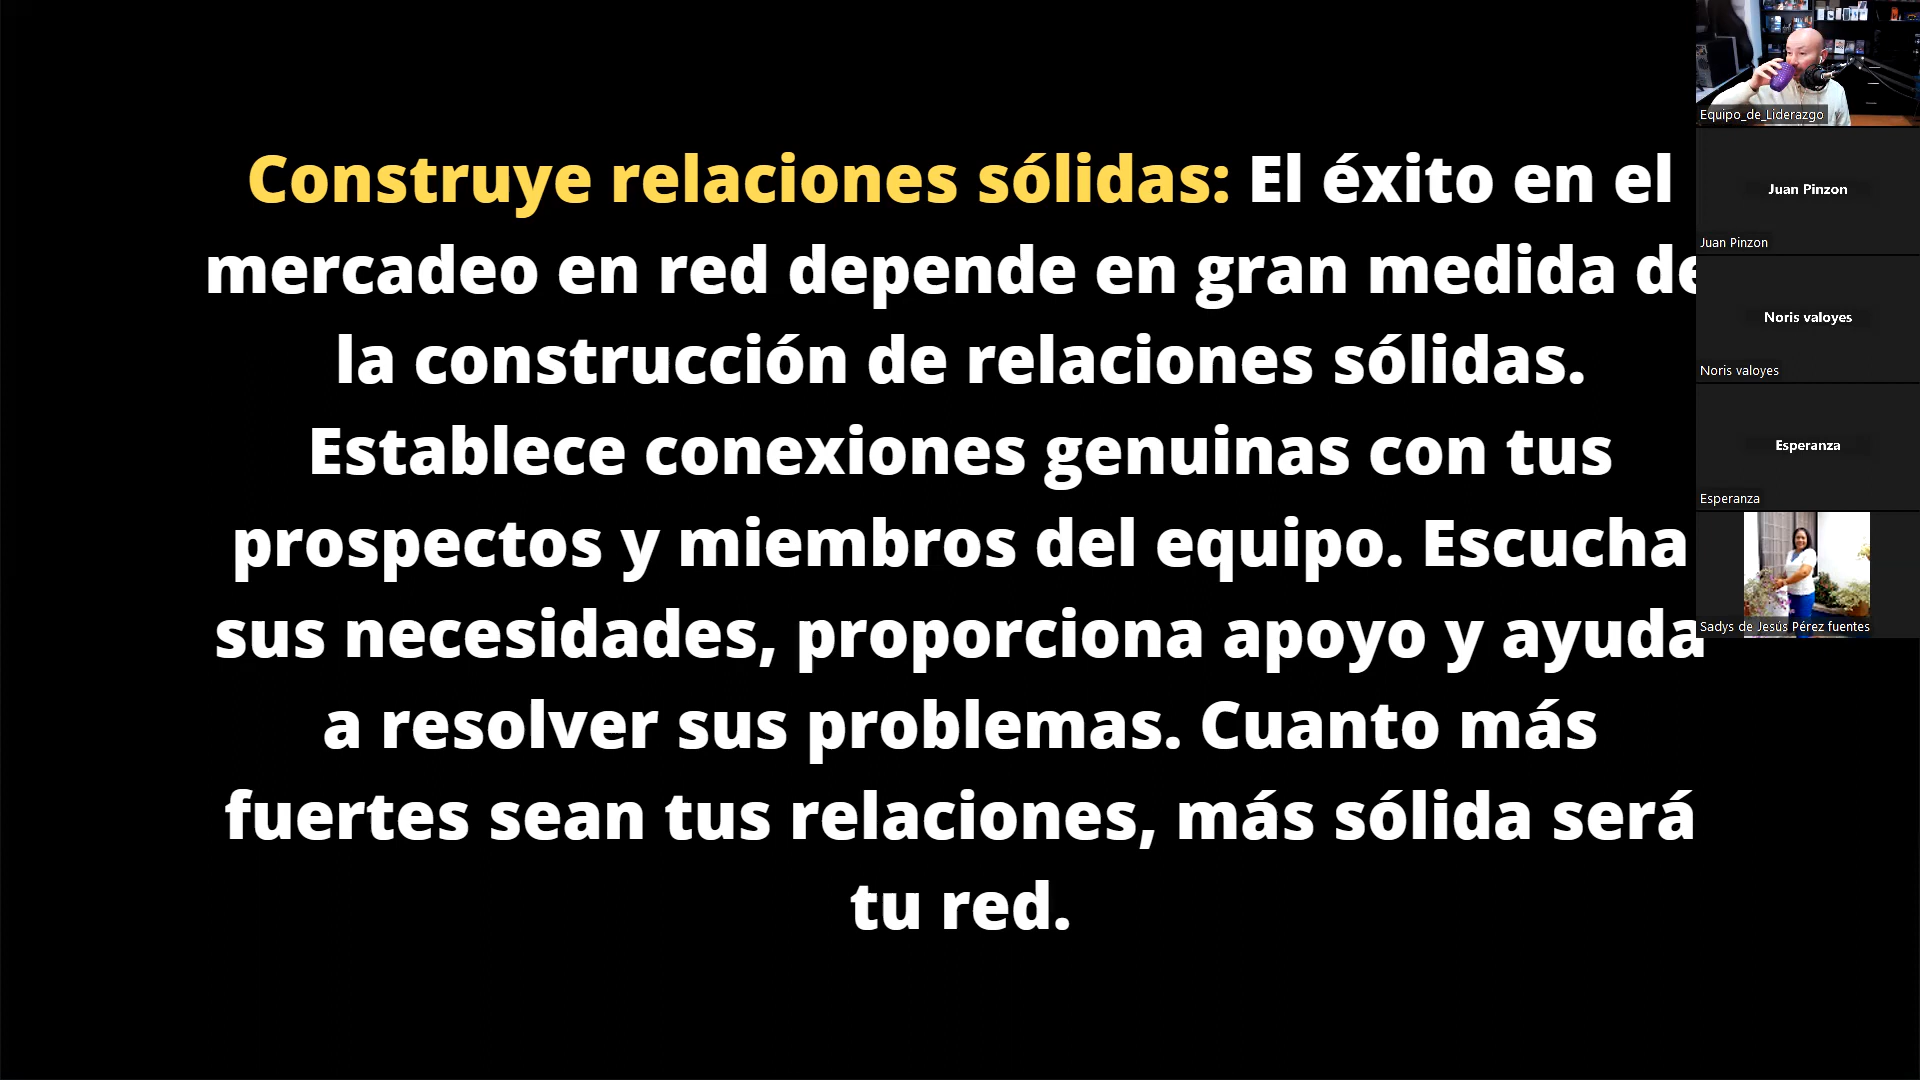 Construye relaciones sólidas: El éxito en el
mercadeo en red depende en gran medida de
la construcción de relaciones sólidas.
Establece conexiones genuinas con tus
prospectos y miembros del equipo. Escucha
sus necesidades, proporciona apoyo y ayuda
a resolver sus problemas. Cuanto más
fuertes sean tus relaciones, más sólida será
tu red.
Equipo_de_Liderazgo
Juan Pinzon
Juan Pinzon
Noris valoyes
Noris valoyes
Esperanza
Esperanza
Sadys de Jesús Pérez fuentes